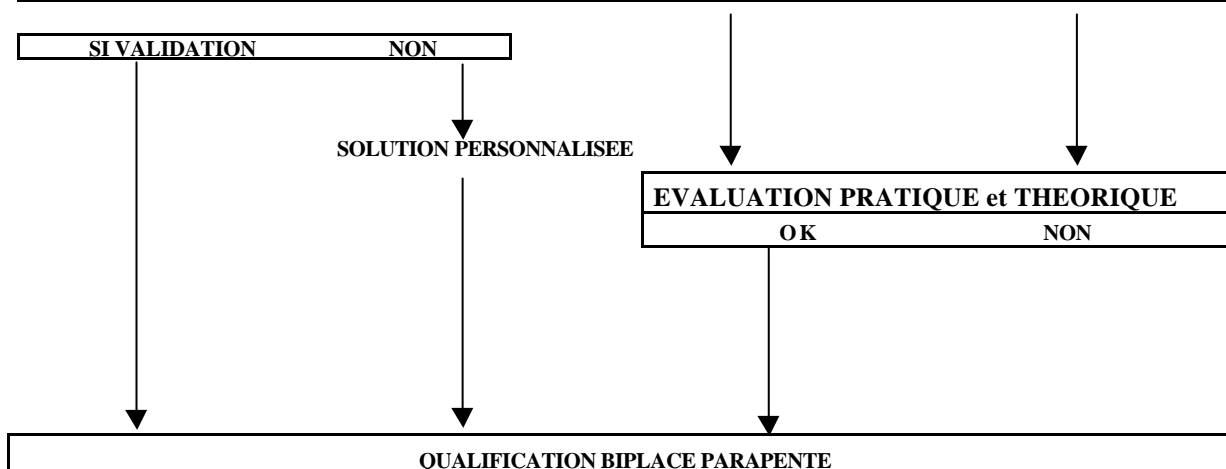 SI VALIDATION NON
SOLUTION PERSONNALISEE
EVALUATION PRATIQUE et THEORIQUE
OK NON
QUALIFICATION BIPLACE PARAPENTE